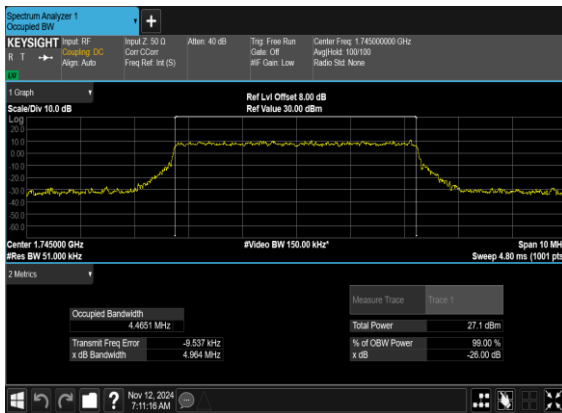 Spectrum Analyzer 1
Occupied BW
KEYSIGHT
R T
LXI
Input: RF
Coupling: DC
Align: Auto
Input Z: 50 Ω
Corr CCorr
Freq Ref: Int (S)
Atten: 40 dB
Trig: Free Run
Gate: Off
#IF Gain: Low
Center Freq: 1.745000000 GHz
Avg|Hold: 100/100
Radio Std: None
1 Graph
Scale/Div 10.0 dB
Ref Lvl Offset 8.00 dB
Ref Value 30.00 dBm
Log
20.0
10.0
0.00
-10.0
-20.0
-30.0
-40.0
-50.0
-60.0
Center 1.745000 GHz
#Res BW 51.000 kHz
#Video BW 150.00 kHz*
Span 10 MH
Sweep 4.80 ms (1001 pts
2 Metrics
Occupied Bandwidth
4.4651 MHz
Transmit Freq Error -9.537 kHz
x dB Bandwidth 4.964 MHz
Measure Trace Trace 1
Total Power 27.1 dBm
% of OBW Power 99.00 %
x dB -26.00 dB
Nov 12, 2024
7:11:16 AM